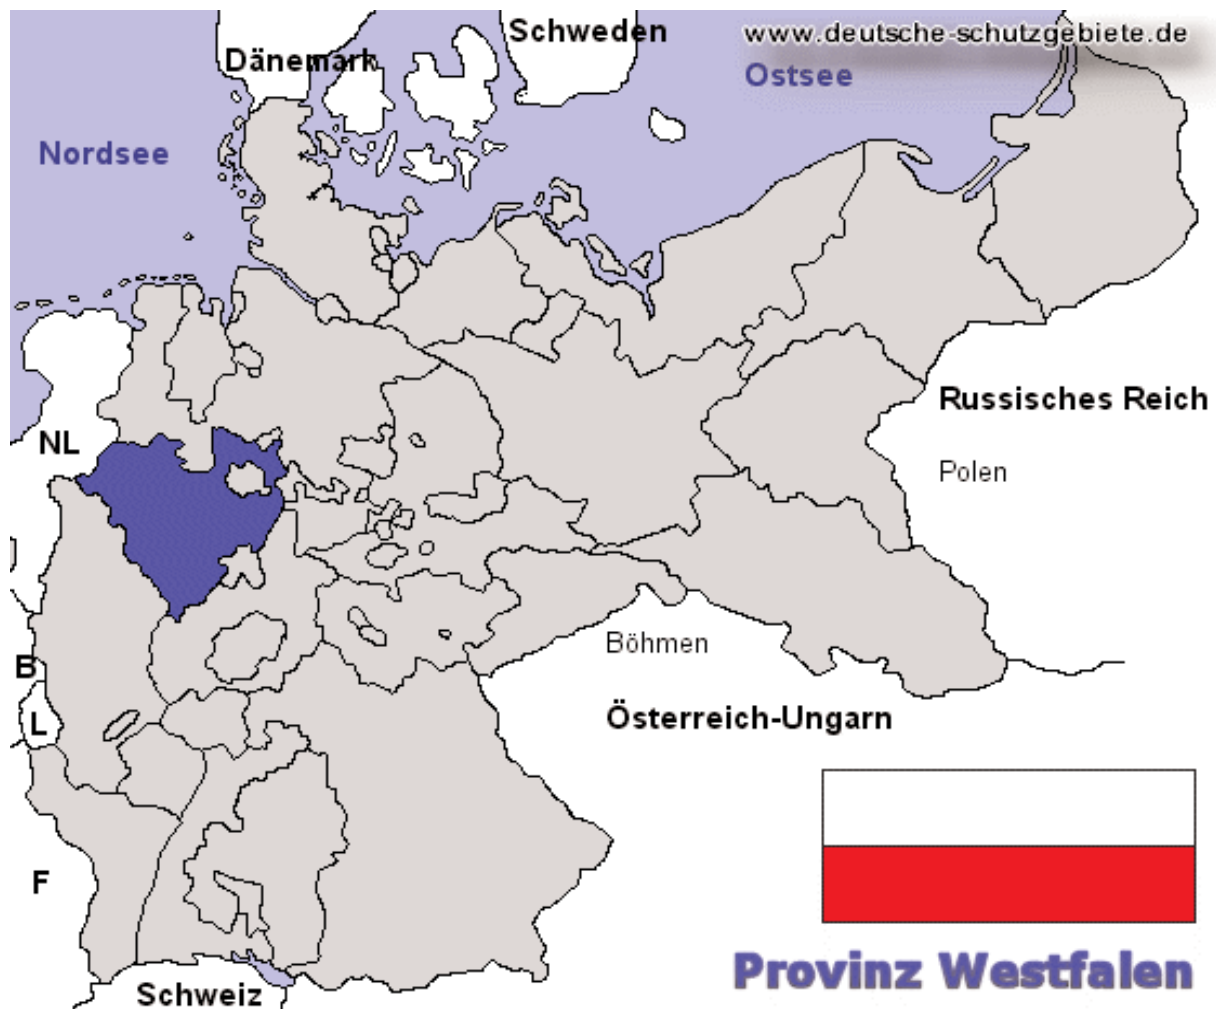 Schweden
www.deutsche-schutzgebiete.de
Dänemark
Ostsee
Nordsee
Russisches Reich
NL
Polen
Böhmen
B
L
Österreich-Ungarn
F
Provinz Westfalen
Schweiz